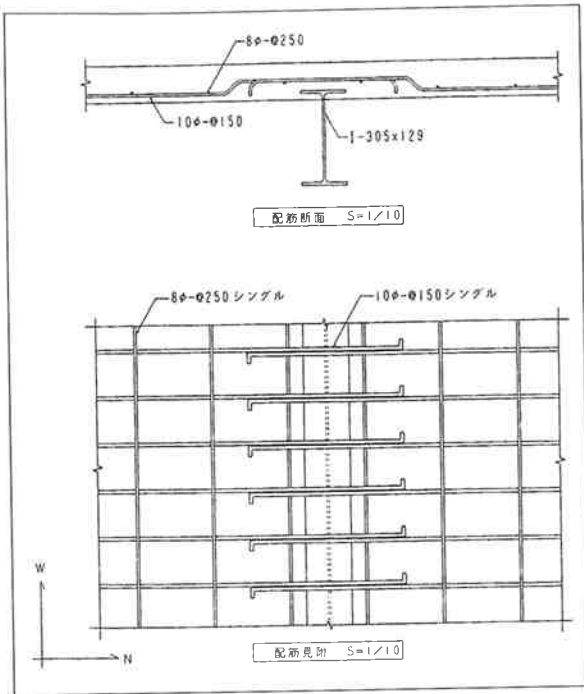 8φ-@250
10φ-@150
I-305x129
配筋断面 S=1/10
8φ-@250シングル
10φ-@150シングル
W
N
配筋見附 S=1/10